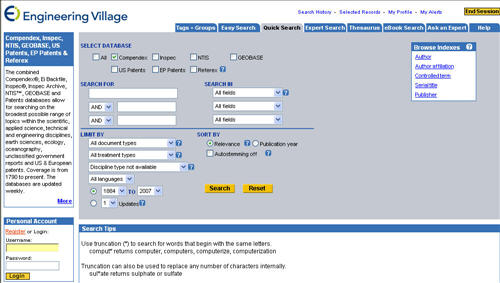 Engineering Village
Search History - Selected Records - My Profile - My Alerts
End Session
Tags + Groups Easy Search Quick Search Expert Search Thesaurus eBook Search Ask an Expert Help
Compendex, Inspec, NTIS, GEOBASE, US Patents, EP Patents & Referex
The combined
Compendex®, EI Backfile,
Inspec®, Inspec Archive,
NTIS™, GEOBASE and
Patents databases allow
for searching on the
broadest possible range of
topics within the scientific,
applied science, technical
and engineering disciplines,
earth sciences, ecology,
oceanography,
unclassified government
reports and US & European
patents. Coverage is from
1790 to present. The
databases are updated
weekly.
More
Personal Account
Register or Login:
Username:
Password:
Login
SELECT DATABASE
All Compendex Inspec NTIS GEOBASE
US Patents EP Patents Referex ?
SEARCH FOR
AND
AND
SEARCH IN
All fields
All fields
All fields
LIMIT BY
All document types ?
All treatment types ?
Discipline type not available ?
All languages ?
1884 TO 2007 ?
1 Updates ?
SORT BY
Relevance ? Publication year
Autostemming off ?
Search Reset
Browse Indexes ?
Author
Author affiliation
Controlled term
Serial title
Publisher
Search Tips
Use truncation (*) to search for words that begin with the same letters.
comput* returns computer, computers, computerize, computerization
Truncation can also be used to replace any number of characters internally.
sul*ate returns sulphate or sulfate